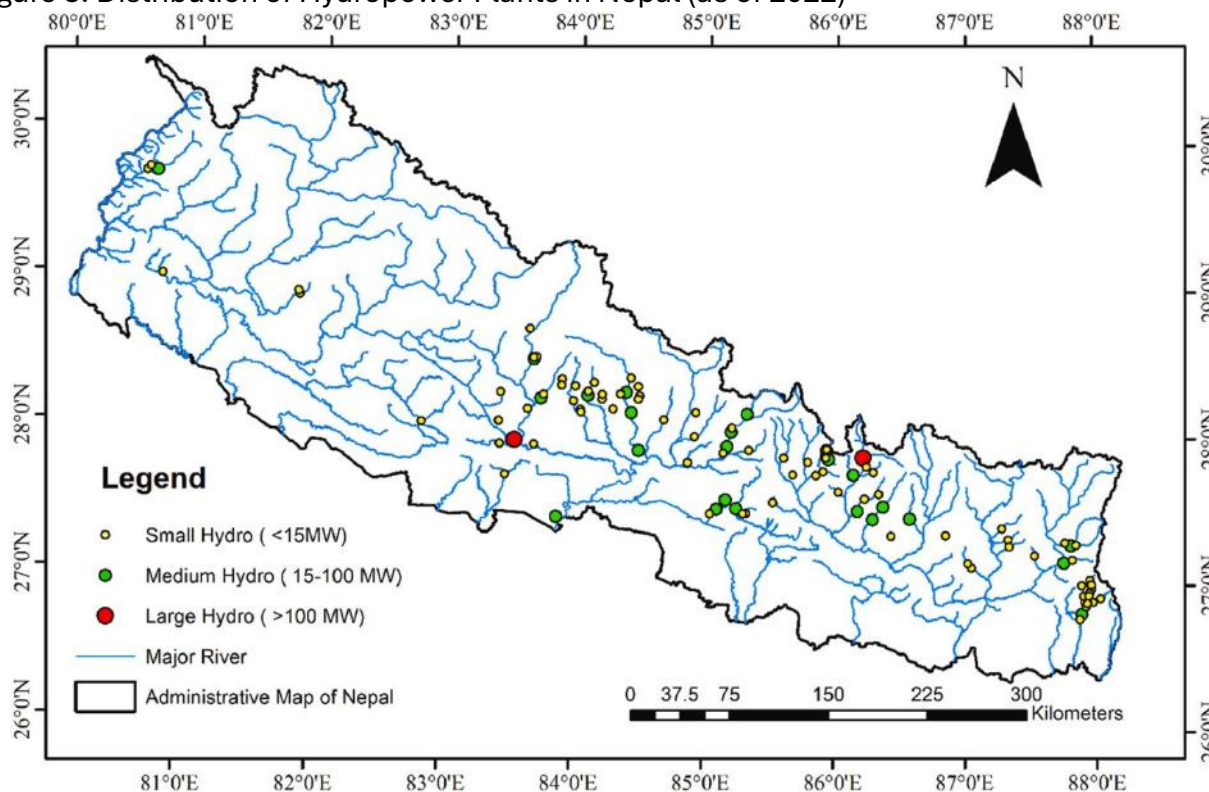 Figure 3. Distribution of Hydropower Plants in Nepal (as of 2022)
80°0'E 81°0'E 82°0'E 83°0'E 84°0'E 85°0'E 86°0'E 87°0'E 88°0'E
N
30°0'N 30°0'N
29°0'N 29°0'N
28°0'N 28°0'N
Legend
Small Hydro ( <15MW)
27°0'N 27°0'N
Medium Hydro ( 15-100 MW)
Large Hydro ( >100 MW)
Major River
Administrative Map of Nepal
0 37.5 75 150 225 300
Kilometers
26°0'N 26°0'N
81°0'E 82°0'E 83°0'E 84°0'E 85°0'E 86°0'E 87°0'E 88°0'E